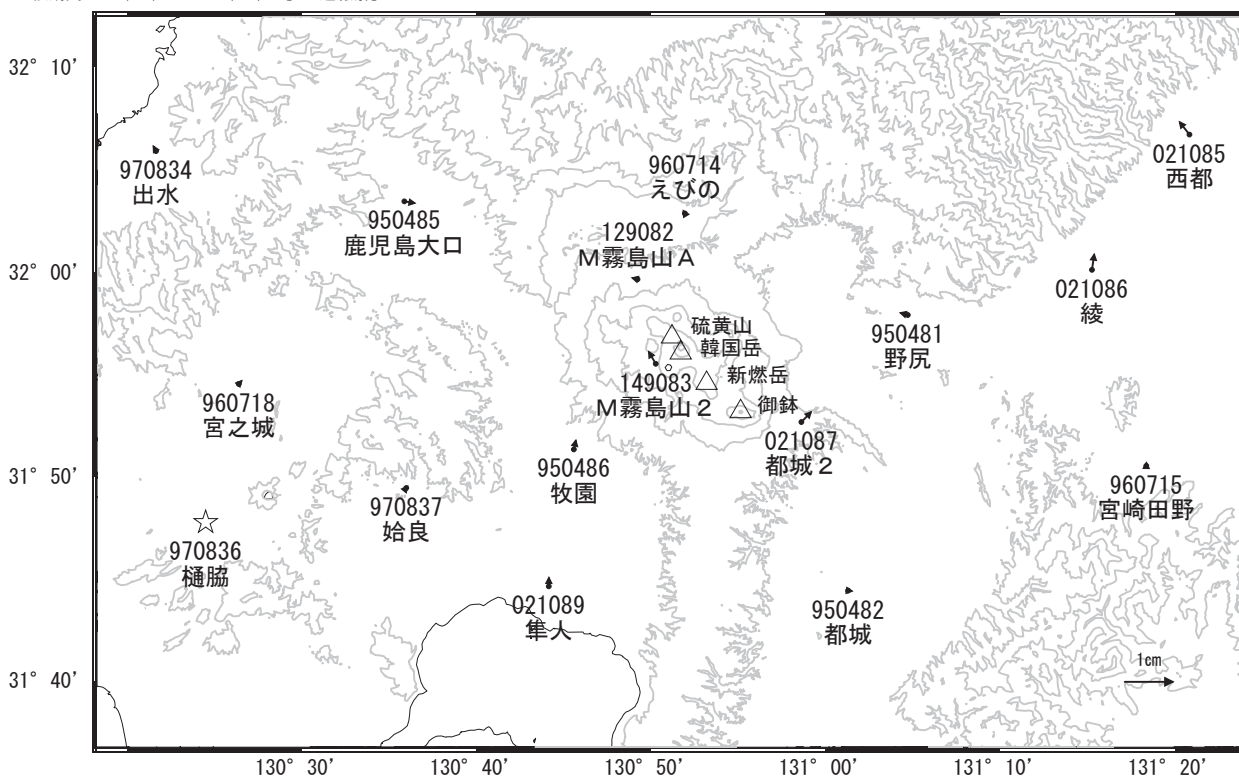 32° 10'
970834
出水
950485
鹿児島大口
960714
えびの
129082
M霧島山A
021085
西都
32° 00'
021086
綾
950481
野尻
硫黄山
韓国岳
新燃岳
御鉢
149083
M霧島山2
960718
宮之城
021087
都城2
31° 50'
950486
牧園
970837
姶良
960715
宮崎田野
970836
樋脇
021089
隼人
950482
都城
31° 40'
1cm
130° 30'
130° 40'
130° 50'
131° 00'
131° 10'
131° 20'